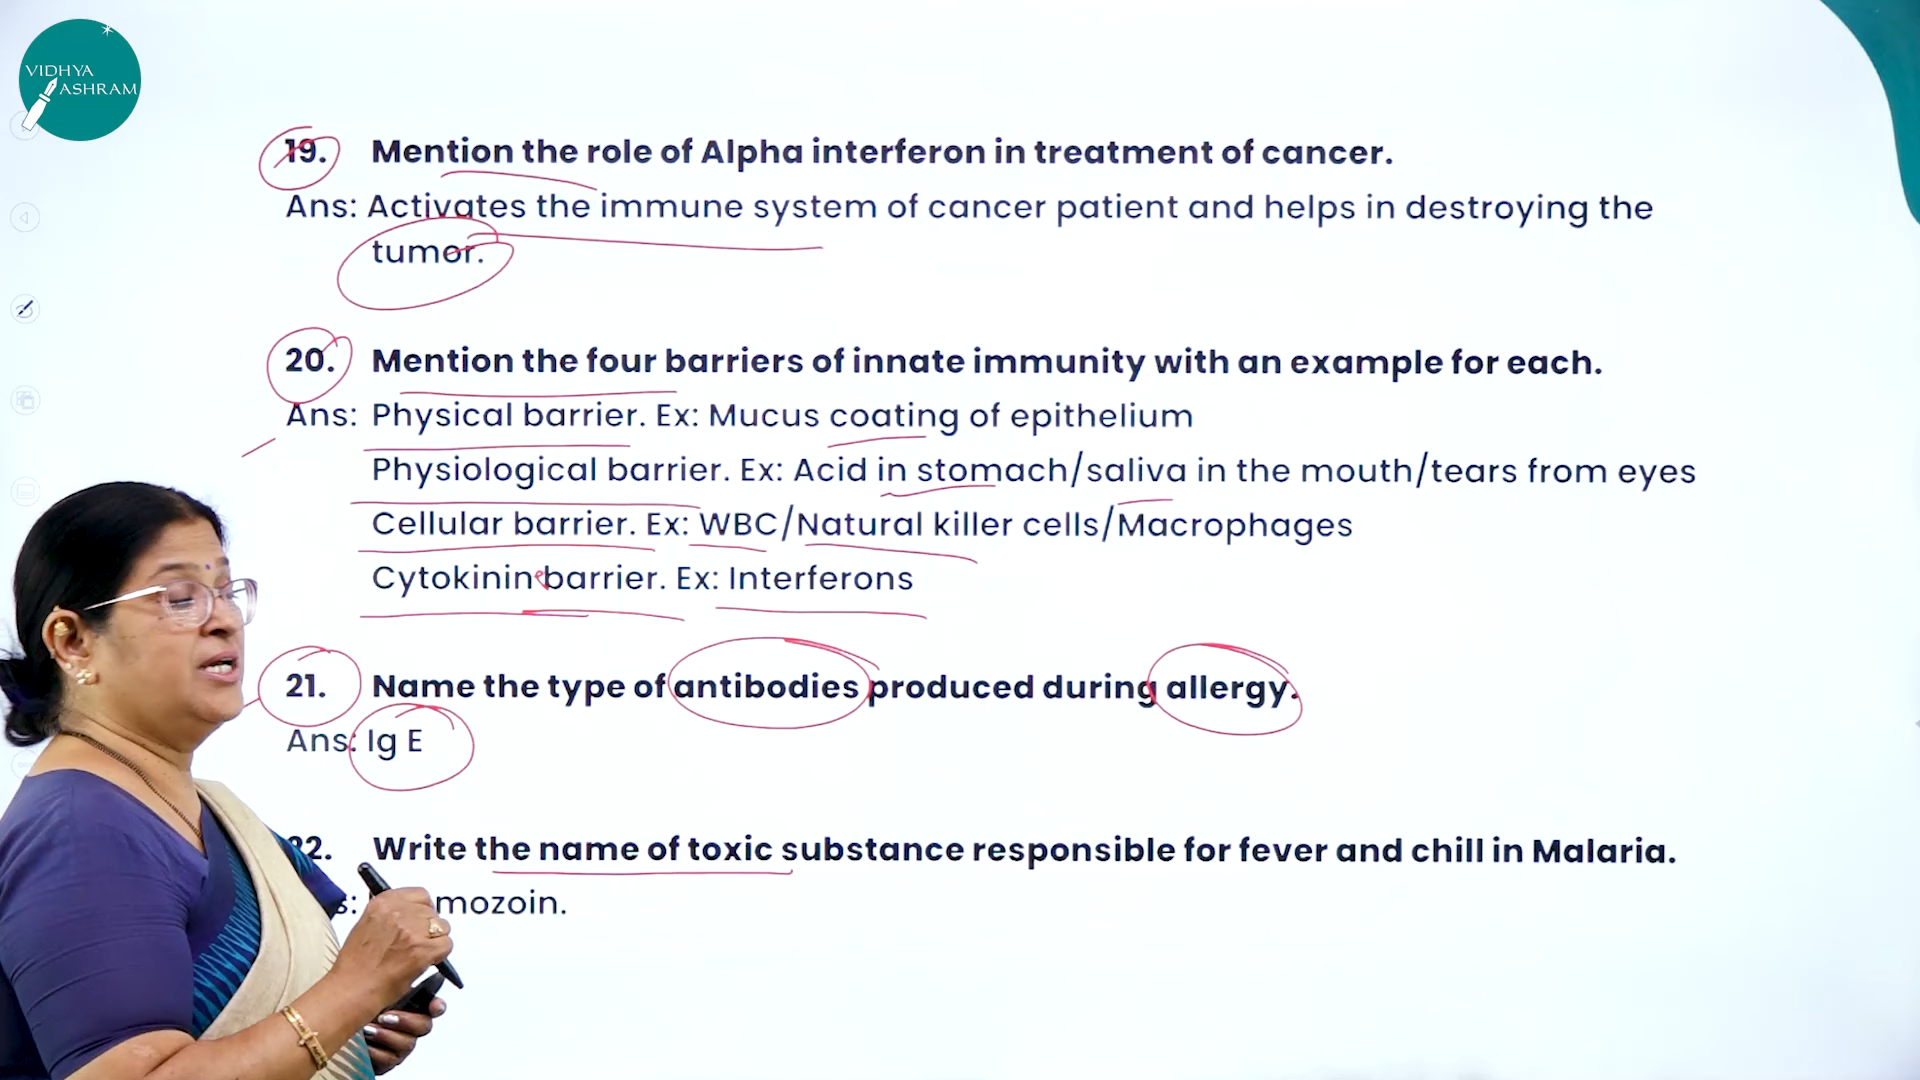 VIDHYA
ASHRAM
19. Mention the role of Alpha interferon in treatment of cancer.
Ans: Activates the immune system of cancer patient and helps in destroying the
tumor.
20. Mention the four barriers of innate immunity with an example for each.
Ans: Physical barrier. Ex: Mucus coating of epithelium
Physiological barrier. Ex: Acid in stomach/saliva in the mouth/tears from eyes
Cellular barrier. Ex: WBC/Natural killer cells/Macrophages
Cytokinin barrier. Ex: Interferons
21. Name the type of antibodies produced during allergy.
Ans: Ig E
22. Write the name of toxic substance responsible for fever and chill in Malaria.